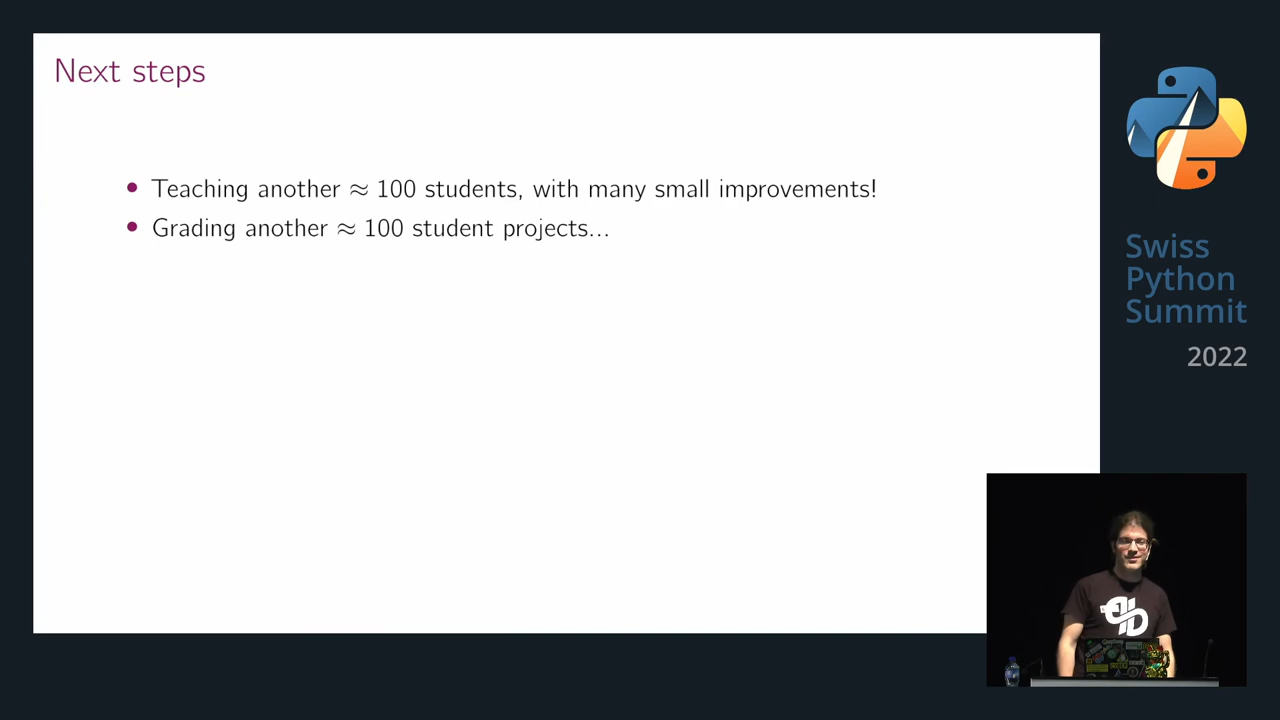 Next steps
• Teaching another ≈ 100 students, with many small improvements!
• Grading another ≈ 100 student projects...
Swiss
Python
Summit
2022